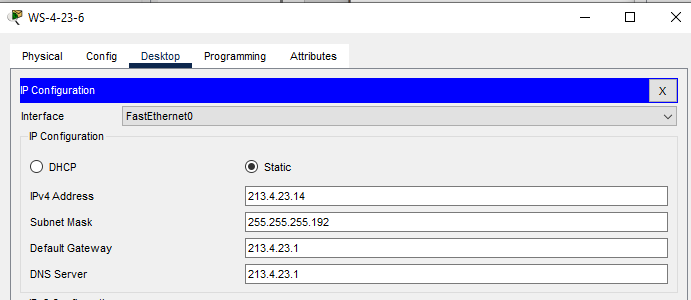 WS-4-23-6
Physical Config Desktop Programming Attributes
IP Configuration X
Interface FastEthernet0
IP Configuration
DHCP Static
IPv4 Address 213.4.23.14
Subnet Mask 255.255.255.192
Default Gateway 213.4.23.1
DNS Server 213.4.23.1